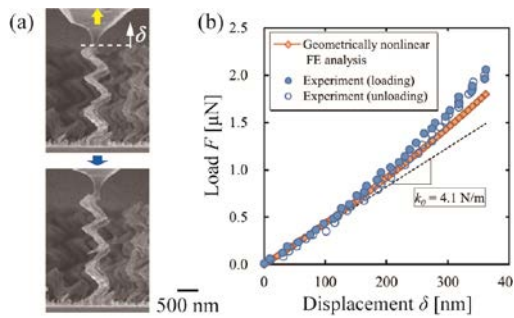 (a)
δ
500 nm
(b)
Load F [μN]
2.5
2.0
1.5
1.0
0.5
0.0
Geometrically nonlinear
FE analysis
Experiment (loading)
Experiment (unloading)
k₀ = 4.1 N/m
0 100 200 300 400
Displacement δ [nm]